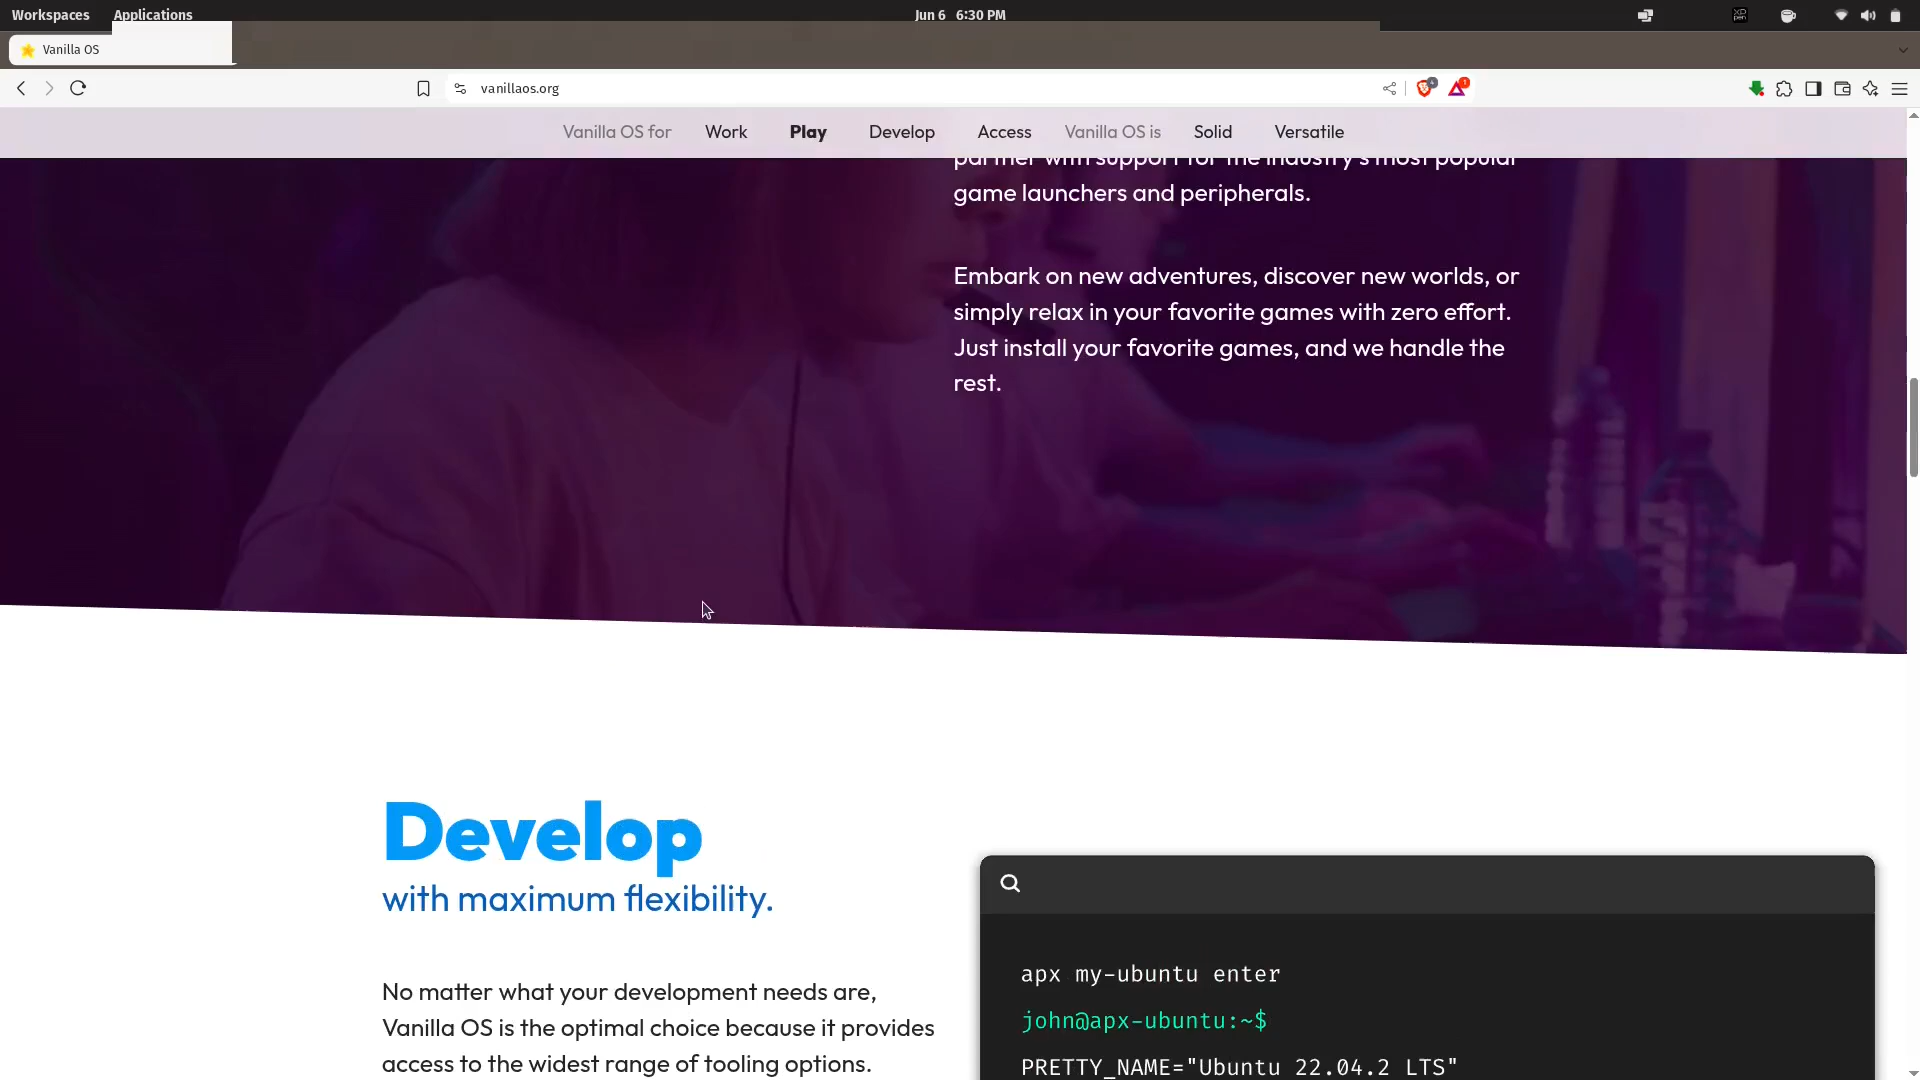 Workspaces Applications Jun 6 6:30 PM
Vanilla OS
vanillaos.org
Vanilla OS for Work Play Develop Access Vanilla OS is Solid Versatile
partner with support for the industry's most popular
game launchers and peripherals.
Embark on new adventures, discover new worlds, or
simply relax in your favorite games with zero effort.
Just install your favorite games, and we handle the
rest.
Develop
with maximum flexibility.
No matter what your development needs are,
Vanilla OS is the optimal choice because it provides
access to the widest range of tooling options.
apx my-ubuntu enter
john@apx-ubuntu:~$
PRETTY_NAME="Ubuntu 22.04.2 LTS"